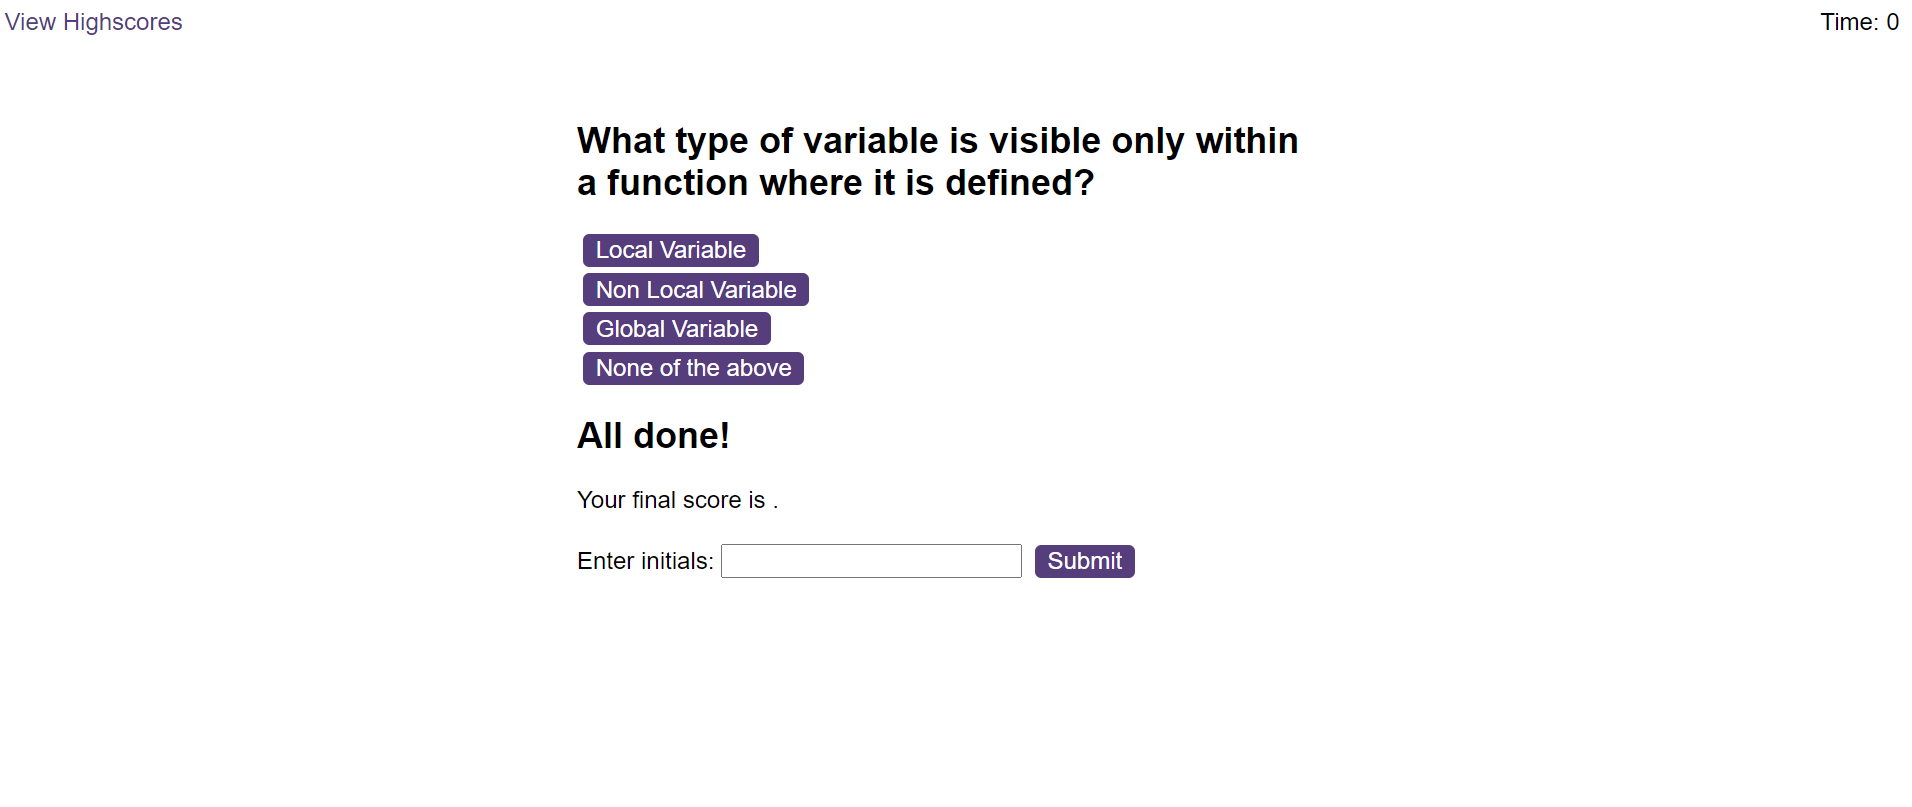 View Highscores
Time: 0
What type of variable is visible only within
a function where it is defined?
Local Variable
Non Local Variable
Global Variable
None of the above
All done!
Your final score is .
Enter initials:
Submit